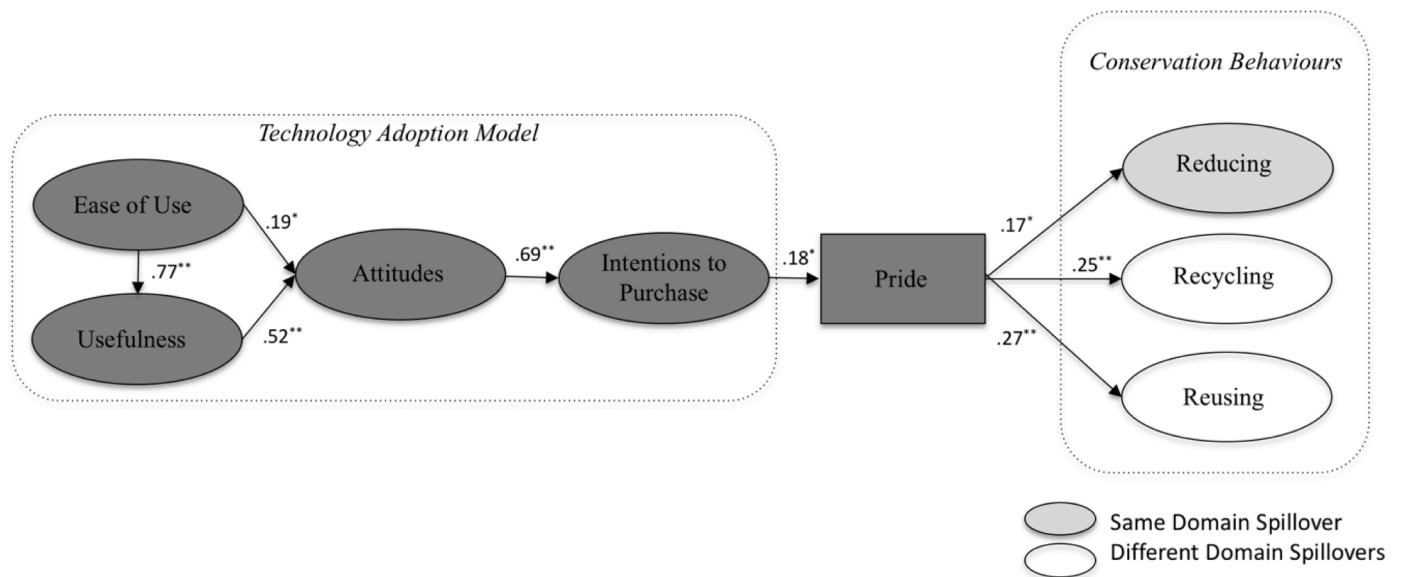 Conservation Behaviours
Technology Adoption Model
Reducing
Ease of Use
.19*
.17*
.77**
Attitudes
.69**
Intentions to
Purchase
.18*
Pride
.25**
Recycling
Usefulness
.52**
.27**
Reusing
Same Domain Spillover
Different Domain Spillovers